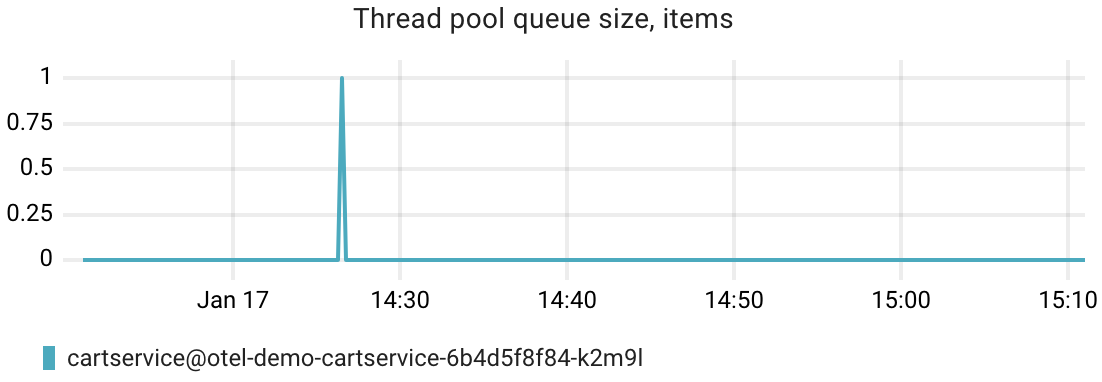 Thread pool queue size, items
1
0.75
0.5
0.25
0
Jan 17 14:30 14:40 14:50 15:00 15:10
cartservice@otel-demo-cartservice-6b4d5f8f84-k2m9l